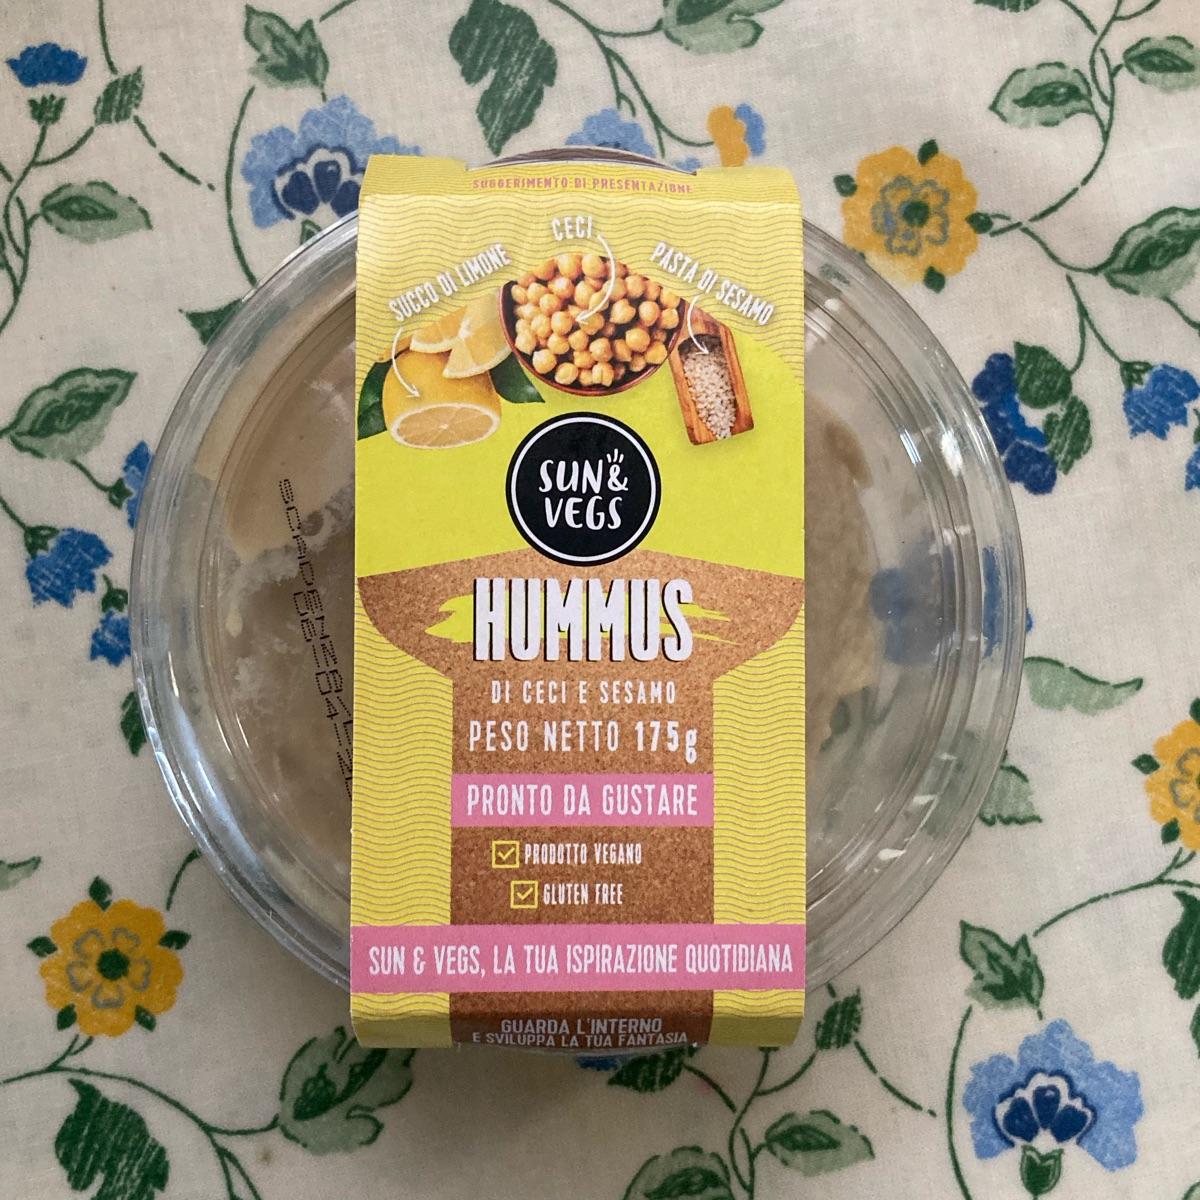 SUGGERIMENTO DI PRESENTAZIONE
SUCCO DI LIMONE
CECI
PASTA DI SESAMO
SUN &
VEGS
HUMMUS
DI CECI E SESAMO
PESO NETTO 175g
PRONTO DA GUSTARE
PRODOTTO VEGANO
GLUTEN FREE
SUN & VEGS, LA TUA ISPIRAZIONE QUOTIDIANA
GUARDA L'INTERNO
E SVILUPPA LA TUA FANTASIA